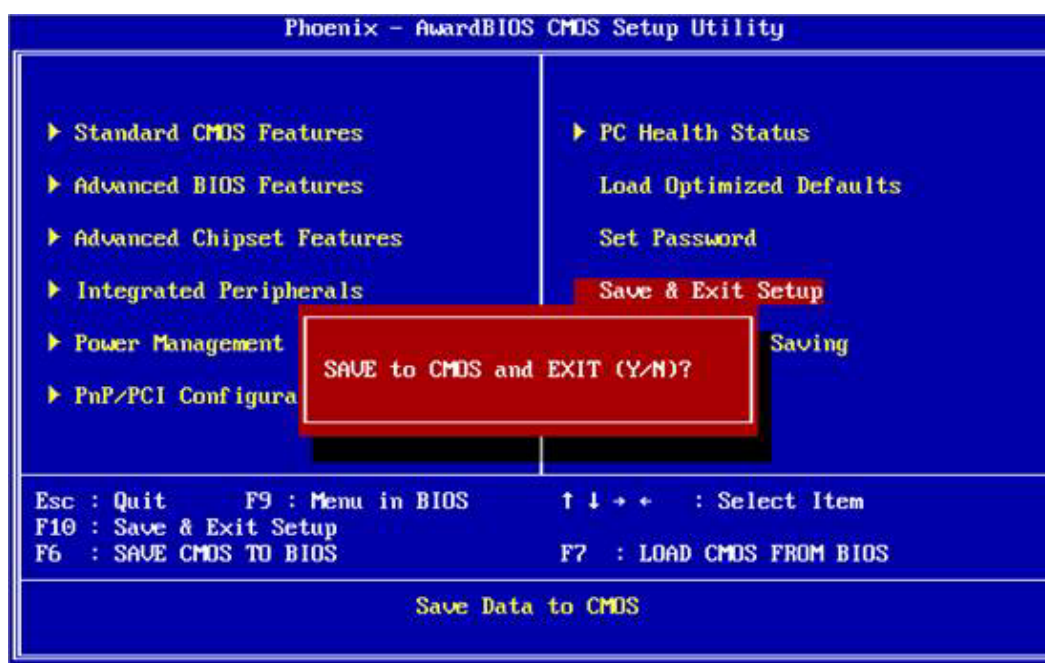 Phoenix - AwardBIOS CMOS Setup Utility
Standard CMOS Features
Advanced BIOS Features
Advanced Chipset Features
Integrated Peripherals
Power Management
PnP/PCI Configura
PC Health Status
Load Optimized Defaults
Set Password
Save & Exit Setup
Saving
SAVE to CMOS and EXIT (Y/N)?
Esc : Quit F9 : Menu in BIOS ↑ ↓ → ← : Select Item
F10 : Save & Exit Setup
F6 : SAVE CMOS TO BIOS F7 : LOAD CMOS FROM BIOS
Save Data to CMOS